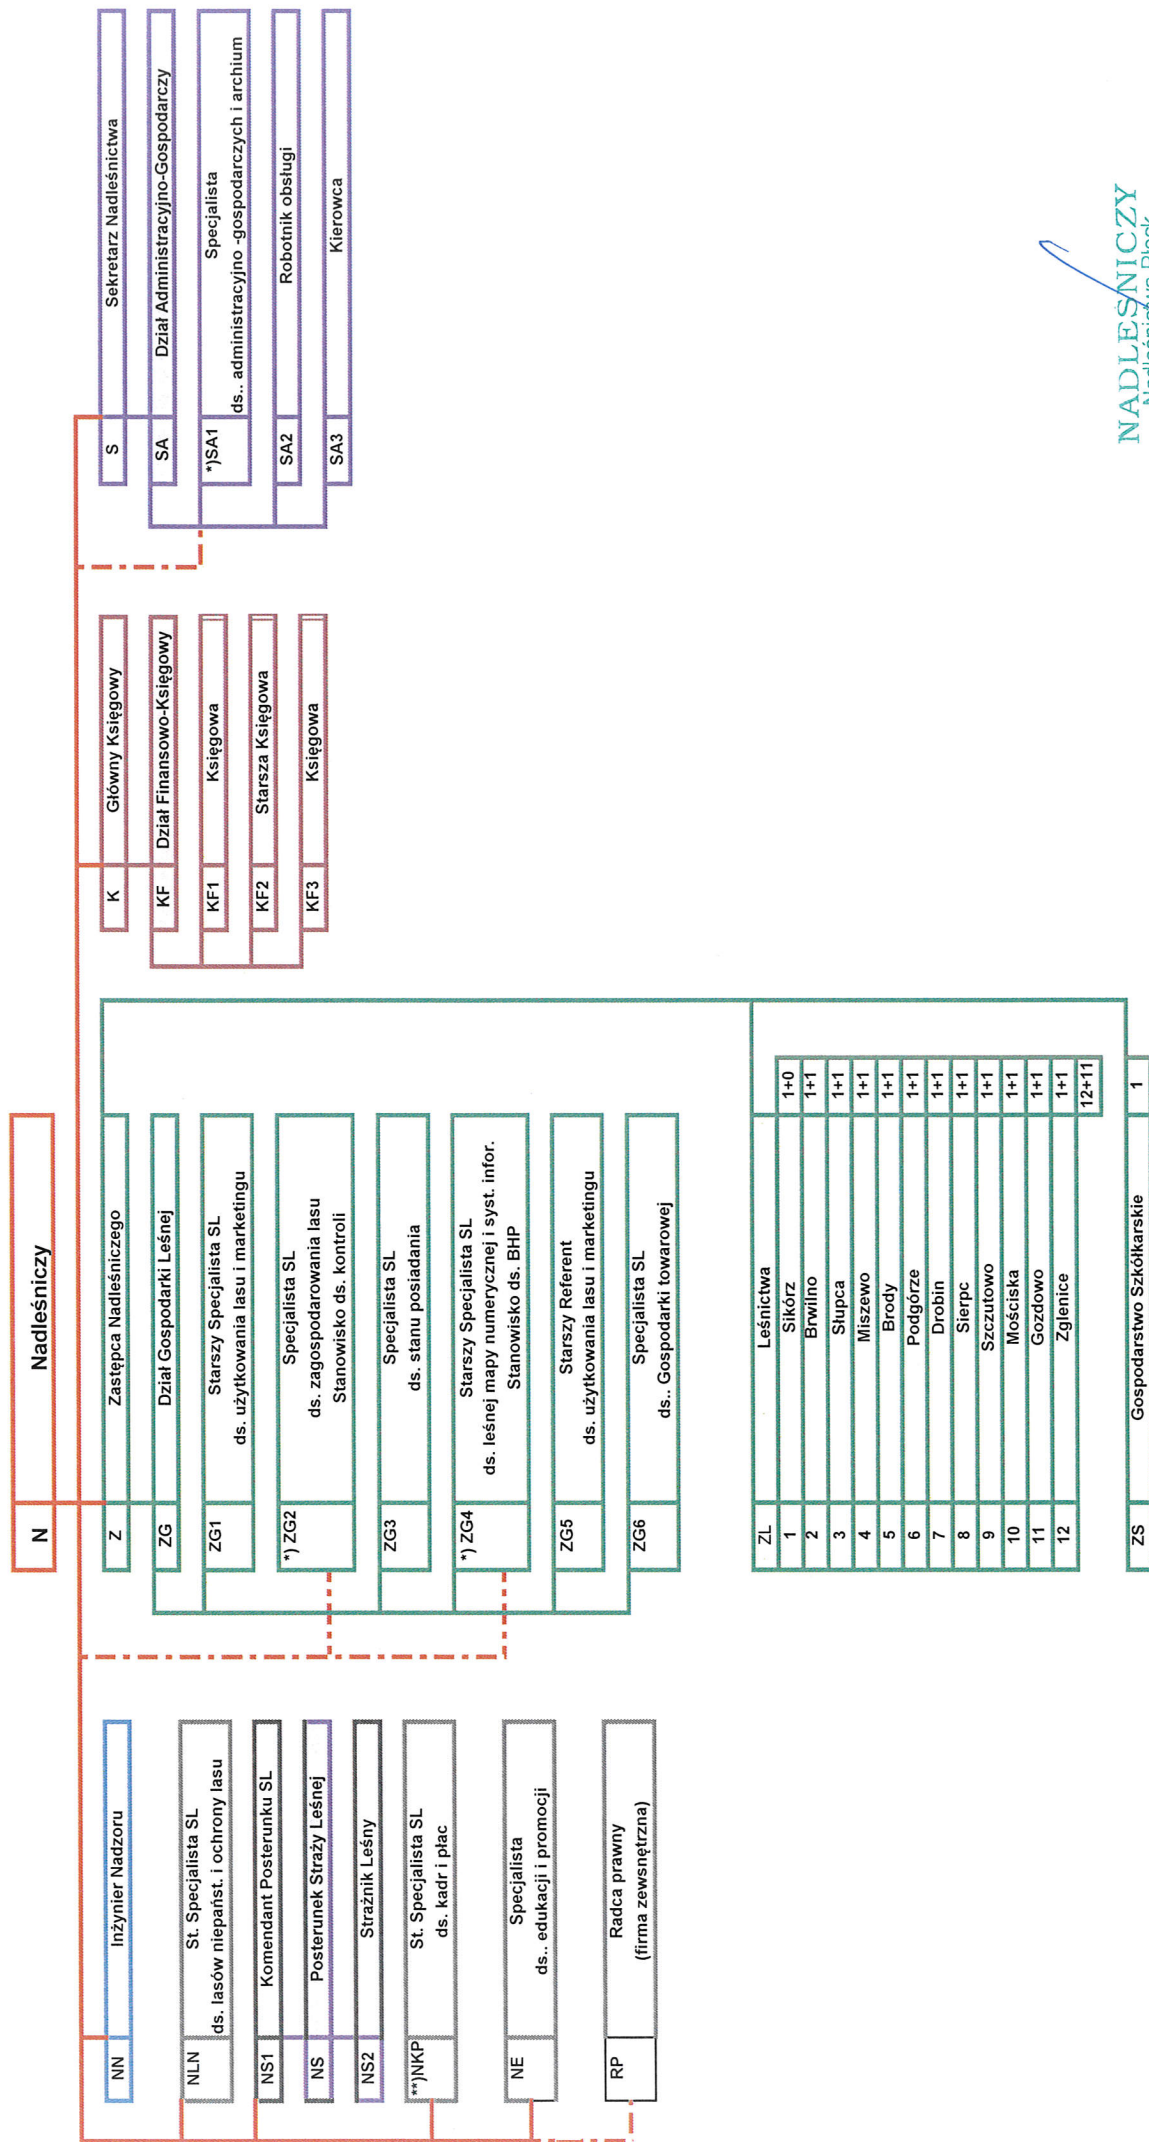 N Nadleśniczy
NN Inżynier Nadzoru
NLN St. Specjalista SL
ds. lasów niepańst. i ochrony lasu
NS1 Komendant Posterunku SL
NS Posterunek Straży Leśnej
NS2 Strażnik Leśny
**)NKP St. Specjalista SL
ds. kadr i płac
NE Specjalista
ds.. edukacji i promocji
RP Radca prawny
(firma zewsnętrzna)
Z Zastępca Nadleśniczego
ZG Dział Gospodarki Leśnej
ZG1 Starszy Specjalista SL
ds. użytkowania lasu i marketingu
*) ZG2 Specjalista SL
ds. zagospodarowania lasu
Stanowisko ds. kontroli
ZG3 Specjalista SL
ds. stanu posiadania
*) ZG4 Starszy Specjalista SL
ds. leśnej mapy numerycznej i syst. infor.
Stanowisko ds. BHP
ZG5 Starszy Referent
ds. użytkowania lasu i marketingu
ZG6 Specjalista SL
ds.. Gospodarki towarowej
ZL Leśnictwa
1 Sikórz 1+0
2 Brwilno 1+1
3 Słupca 1+1
4 Miszewo 1+1
5 Brody 1+1
6 Podgórze 1+1
7 Drobin 1+1
8 Sierpc 1+1
9 Szczutowo 1+1
10 Mościska 1+1
11 Gozdowo 1+1
12 Zglenice 1+1
12+11
ZS Gospodarstwo Szkółkarskie 1
K Główny Księgowy
KF Dział Finansowo-Księgowy
KF1 Księgowa
KF2 Starsza Księgowa
KF3 Księgowa
S Sekretarz Nadleśnictwa
SA Dział Administracyjno-Gospodarczy
*)SA1 Specjalista
ds.. administracyjno -gospodarczych i archium
SA2 Robotnik obsługi
SA3 Kierowca
NADLEŚNICZY
Nadleśnictwa Płock